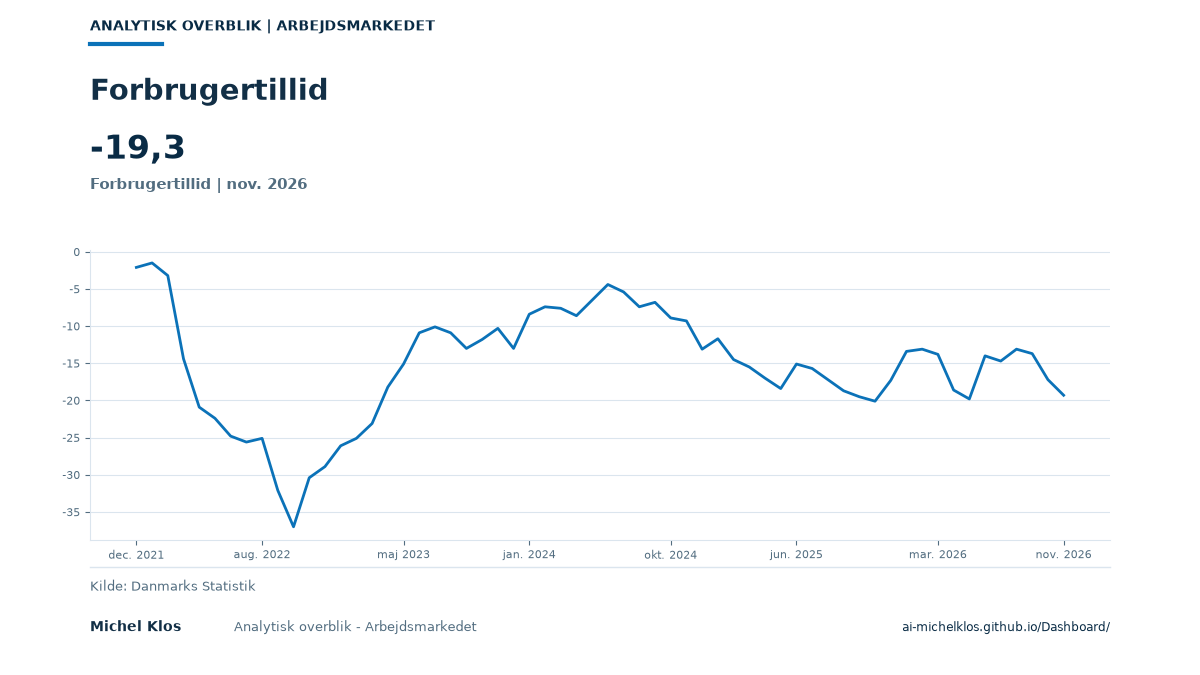 ANALYTISK OVERBLIK | ARBEJDSMARKEDET
Forbrugertillid
-19,3
Forbrugertillid | nov. 2026
0
-5
-10
-15
-20
-25
-30
-35
dec. 2021 aug. 2022 maj 2023 jan. 2024 okt. 2024 jun. 2025 mar. 2026 nov. 2026
Kilde: Danmarks Statistik
Michel Klos Analytisk overblik - Arbejdsmarkedet ai-michelklos.github.io/Dashboard/